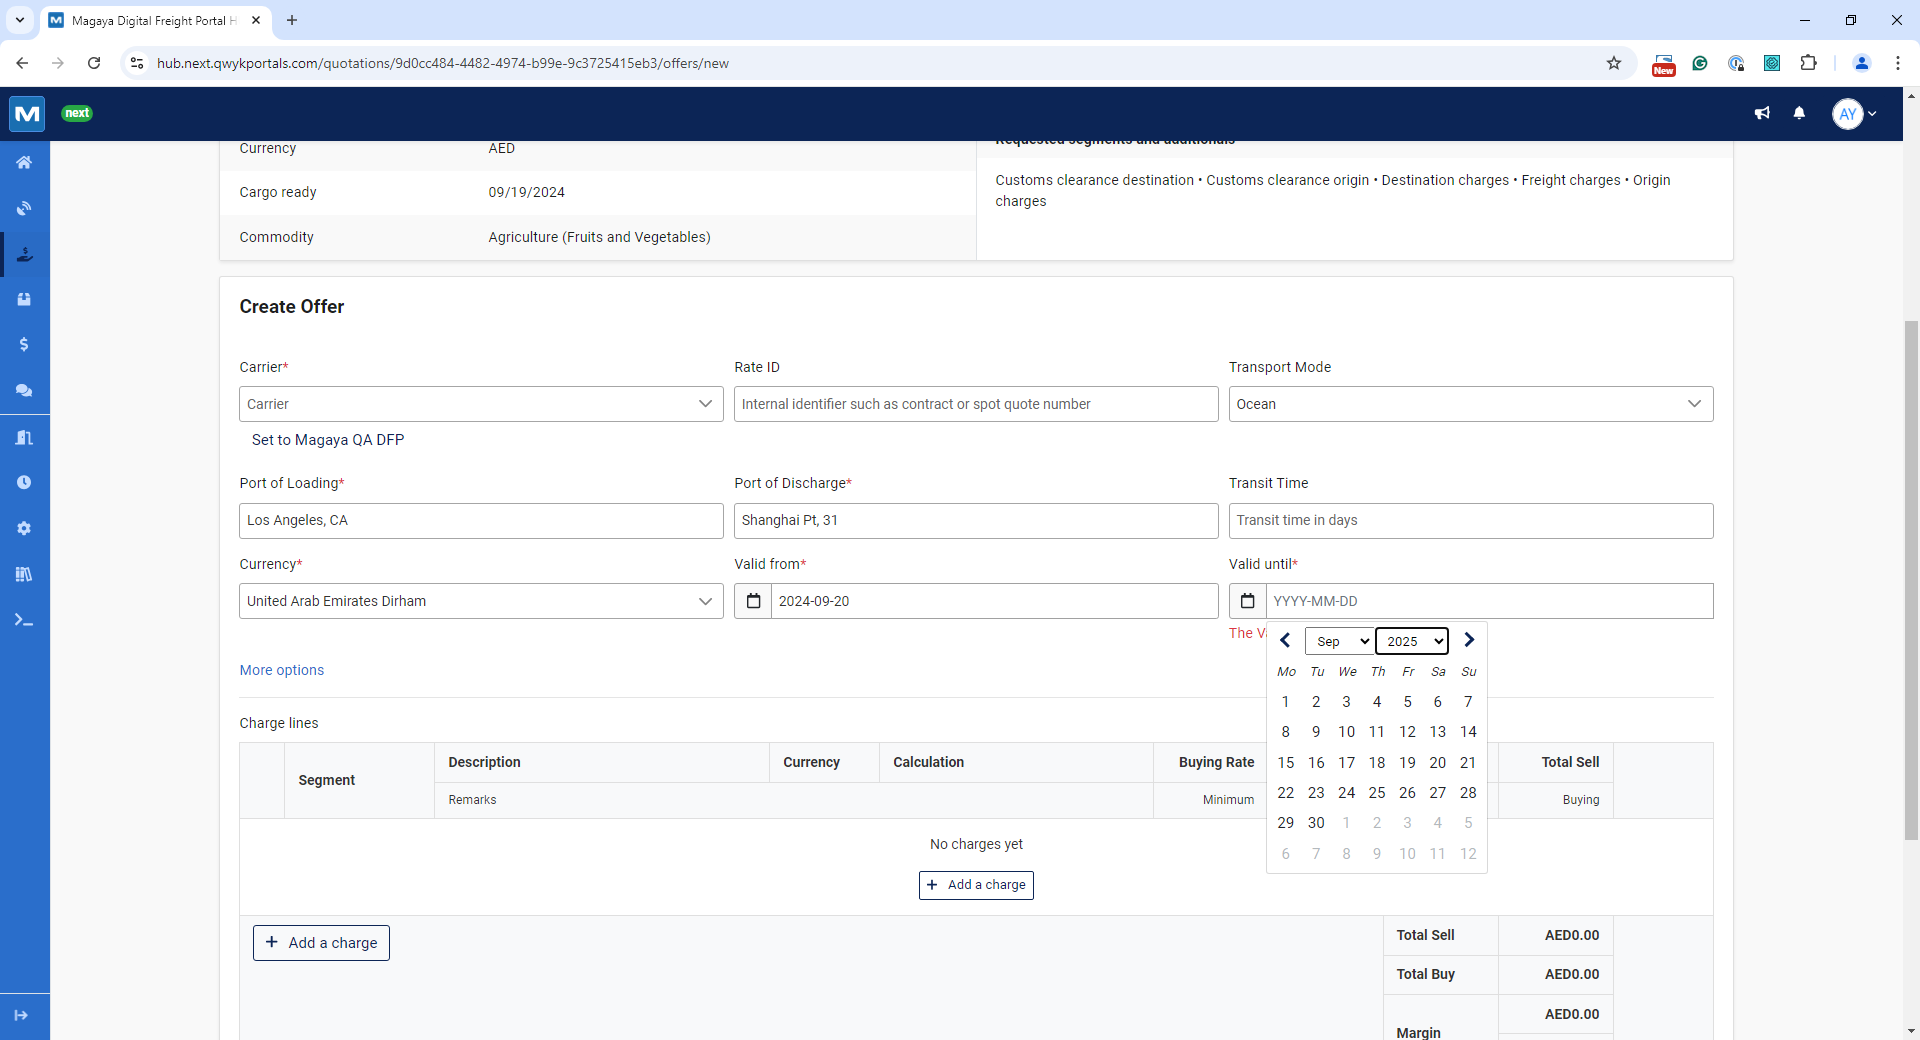 Magaya Digital Freight Portal H
hub.next.qwykportals.com/quotations/9d0cc484-4482-4974-b99e-9c3725415eb3/offers/new
New
M
next
AY
Currency
AED
Requested segments and additionals
Cargo ready
09/19/2024
Customs clearance destination • Customs clearance origin • Destination charges • Freight charges • Origin
charges
Commodity
Agriculture (Fruits and Vegetables)
Create Offer
Carrier*
Rate ID
Transport Mode
Carrier
Internal identifier such as contract or spot quote number
Ocean
Set to Magaya QA DFP
Port of Loading*
Port of Discharge*
Transit Time
Los Angeles, CA
Shanghai Pt, 31
Transit time in days
Currency*
Valid from*
Valid until*
United Arab Emirates Dirham
2024-09-20
YYYY-MM-DD
The Va
Sep
2025
Mo Tu We Th Fr Sa Su
1 2 3 4 5 6 7
8 9 10 11 12 13 14
15 16 17 18 19 20 21
22 23 24 25 26 27 28
29 30 1 2 3 4 5
6 7 8 9 10 11 12
More options
Charge lines
Segment
Description
Currency
Calculation
Buying Rate
Total Sell
Remarks
Minimum
Buying
No charges yet
+ Add a charge
+ Add a charge
Total Sell
AED0.00
Total Buy
AED0.00
Margin
AED0.00